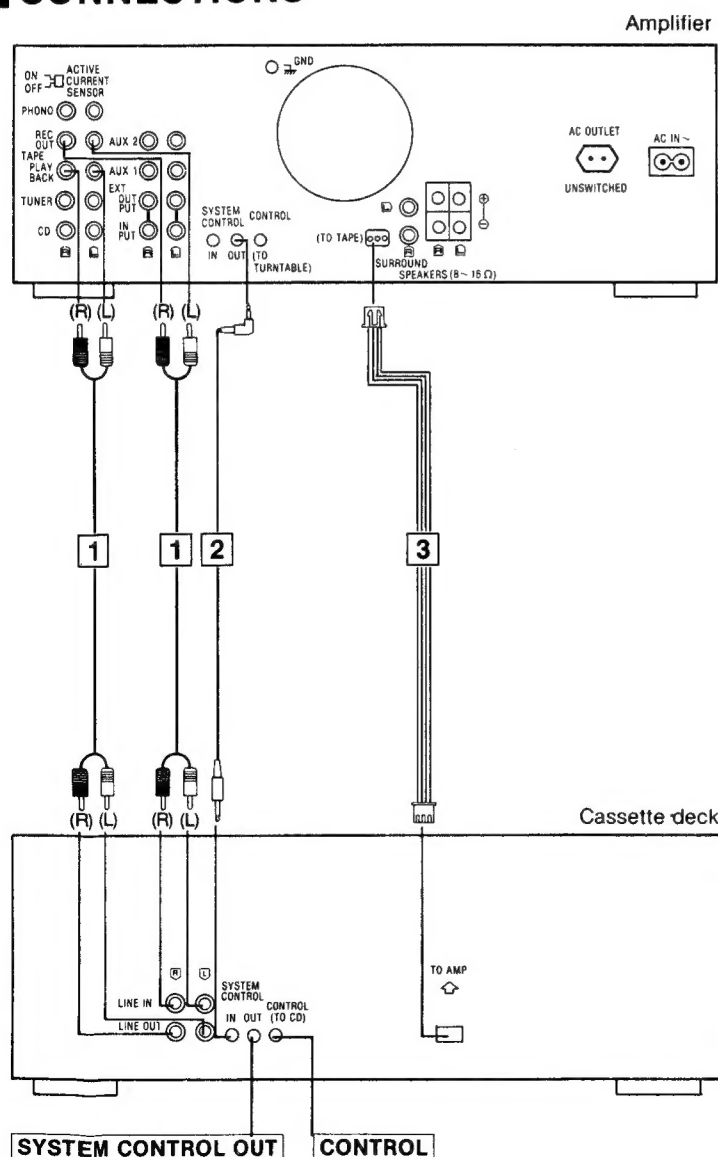 CONNECTIONS
Amplifier
ON
OFF
ACTIVE
CURRENT
SENSOR
GND
PHONO
REC
OUT
AUX 2
TAPE
PLAY
BACK
AUX 1
TUNER
EXT
OUT
PUT
CD
IN
PUT
R
L
R
L
SYSTEM
CONTROL
CONTROL
IN OUT (TO
TURNTABLE)
(TO TAPE)
L
R
SURROUND
R
L
SPEAKERS (8~16 Ω)
⊕
⊖
AC OUTLET
UNSWITCHED
AC IN ~
(R) (L)
(R) (L)
1
1
2
3
(R) (L)
(R) (L)
Cassette deck
R
L
LINE IN
LINE OUT
SYSTEM
CONTROL
IN OUT
CONTROL
(TO CD)
TO AMP
SYSTEM CONTROL OUT
CONTROL